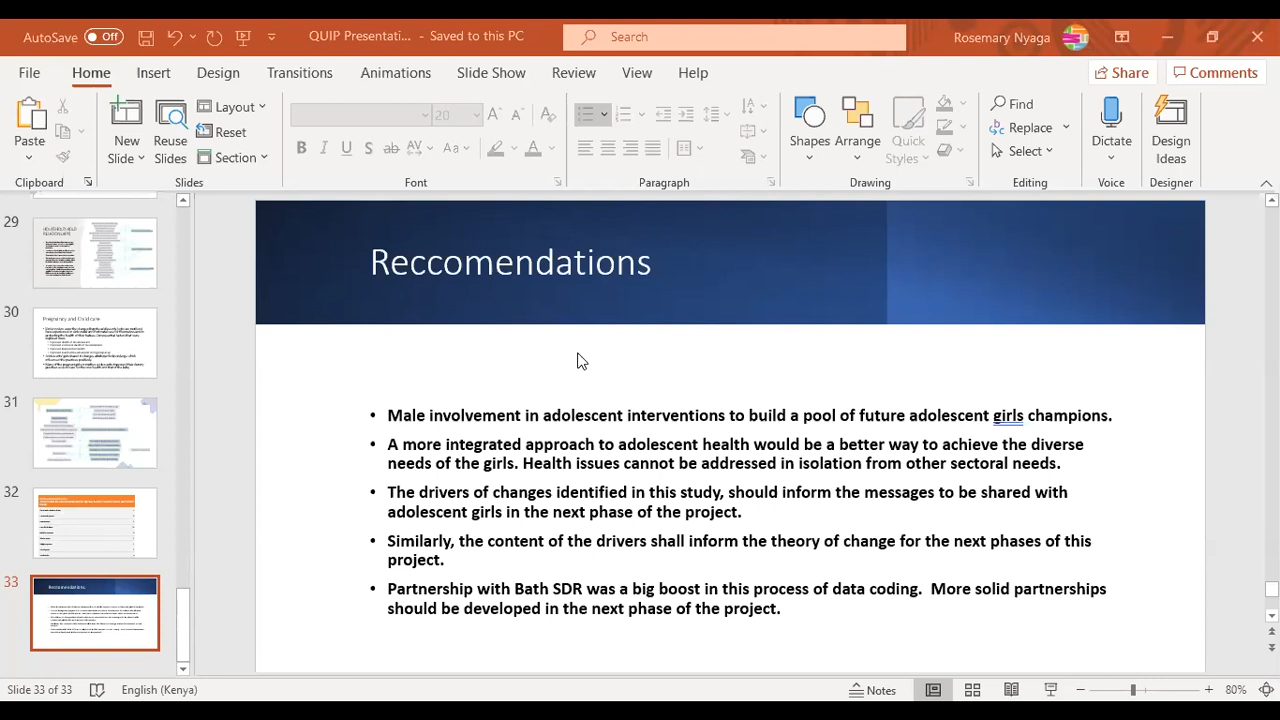 AutoSave Off QUIP Presentati... – Saved to this PC Search Rosemary Nyaga
File Home Insert Design Transitions Animations Slide Show Review View Help Share Comments
Paste
New Slide
Reuse Slides
Layout
Reset
Section
20
Shapes
Arrange
Quick Styles
Find
Replace
Select
Dictate
Design Ideas
Clipboard Slides Font Paragraph Drawing Editing Voice Designer
29
30
Pregnancy and Child care
31
32
33
Reccomendations
• Male involvement in adolescent interventions to build a pool of future adolescent girls champions.
• A more integrated approach to adolescent health would be a better way to achieve the diverse
needs of the girls. Health issues cannot be addressed in isolation from other sectoral needs.
• The drivers of changes identified in this study, should inform the messages to be shared with
adolescent girls in the next phase of the project.
• Similarly, the content of the drivers shall inform the theory of change for the next phases of this
project.
• Partnership with Bath SDR was a big boost in this process of data coding.  More solid partnerships
should be developed in the next phase of the project.
Slide 33 of 33 English (Kenya) Notes 80%